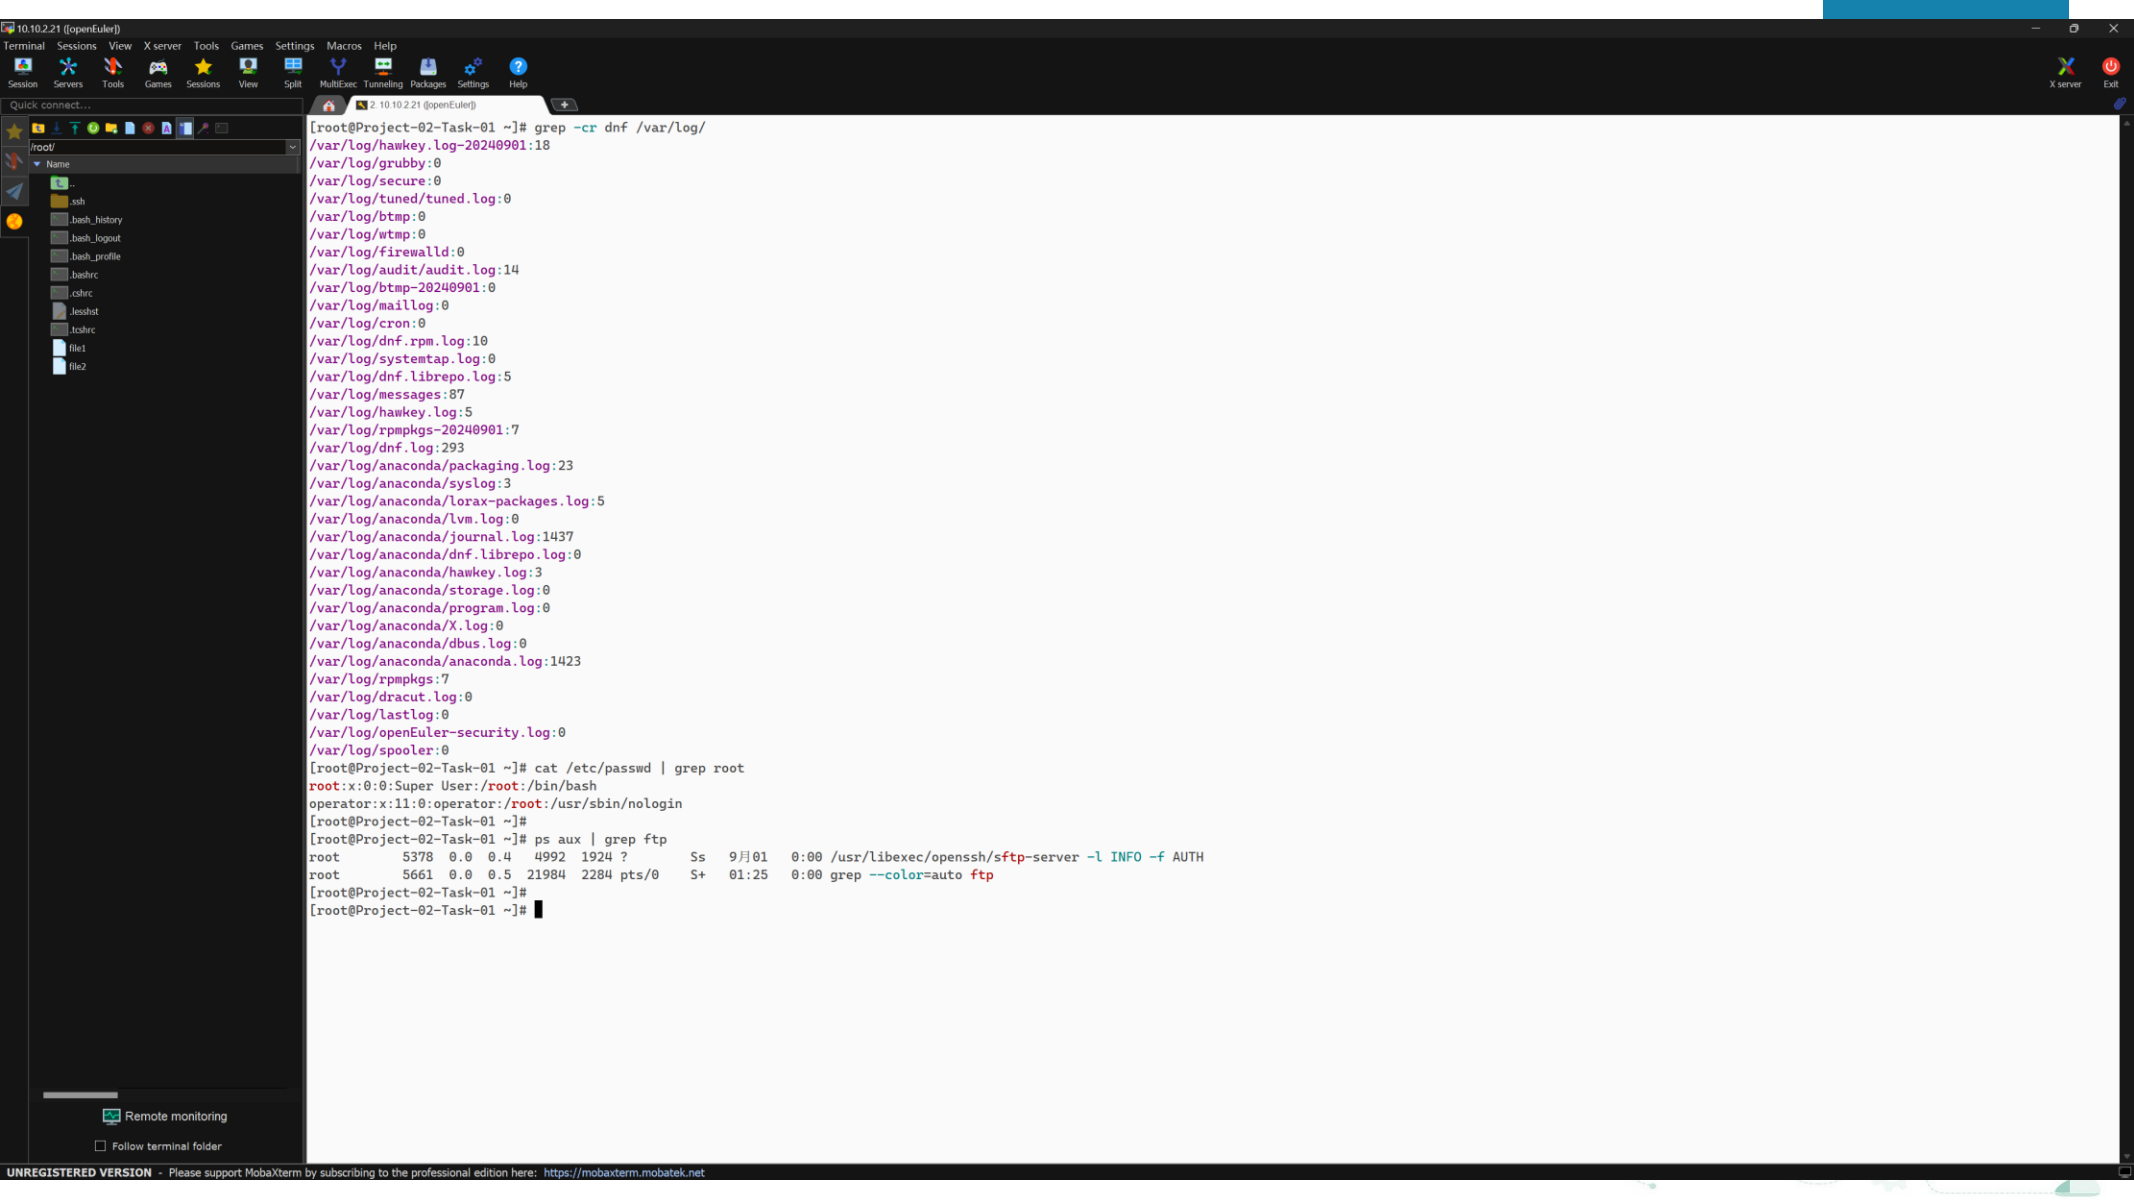 10.10.2.21 ([openEuler])
Terminal Sessions View X server Tools Games Settings Macros Help
Session Servers Tools Games Sessions View Split MultiExec Tunneling Packages Settings Help X server Exit
Quick connect...
2. 10.10.2.21 ([openEuler])
/root/
Name
..
.ssh
.bash_history
.bash_logout
.bash_profile
.bashrc
.cshrc
.lesshst
.tcshrc
file1
file2
Remote monitoring
Follow terminal folder
[root@Project-02-Task-01 ~]# grep -cr dnf /var/log/
/var/log/hawkey.log-20240901:18
/var/log/grubby:0
/var/log/secure:0
/var/log/tuned/tuned.log:0
/var/log/btmp:0
/var/log/wtmp:0
/var/log/firewalld:0
/var/log/audit/audit.log:14
/var/log/btmp-20240901:0
/var/log/maillog:0
/var/log/cron:0
/var/log/dnf.rpm.log:10
/var/log/systemtap.log:0
/var/log/dnf.librepo.log:5
/var/log/messages:87
/var/log/hawkey.log:5
/var/log/rpmpkgs-20240901:7
/var/log/dnf.log:293
/var/log/anaconda/packaging.log:23
/var/log/anaconda/syslog:3
/var/log/anaconda/lorax-packages.log:5
/var/log/anaconda/lvm.log:0
/var/log/anaconda/journal.log:1437
/var/log/anaconda/dnf.librepo.log:0
/var/log/anaconda/hawkey.log:3
/var/log/anaconda/storage.log:0
/var/log/anaconda/program.log:0
/var/log/anaconda/X.log:0
/var/log/anaconda/dbus.log:0
/var/log/anaconda/anaconda.log:1423
/var/log/rpmpkgs:7
/var/log/dracut.log:0
/var/log/lastlog:0
/var/log/openEuler-security.log:0
/var/log/spooler:0
[root@Project-02-Task-01 ~]# cat /etc/passwd | grep root
root:x:0:0:Super User:/root:/bin/bash
operator:x:11:0:operator:/root:/usr/sbin/nologin
[root@Project-02-Task-01 ~]#
[root@Project-02-Task-01 ~]# ps aux | grep ftp
root 5378 0.0 0.4 4992 1924 ? Ss 9月01 0:00 /usr/libexec/openssh/sftp-server -l INFO -f AUTH
root 5661 0.0 0.5 21984 2284 pts/0 S+ 01:25 0:00 grep --color=auto ftp
[root@Project-02-Task-01 ~]#
[root@Project-02-Task-01 ~]#
UNREGISTERED VERSION - Please support MobaXterm by subscribing to the professional edition here: https://mobaxterm.mobatek.net